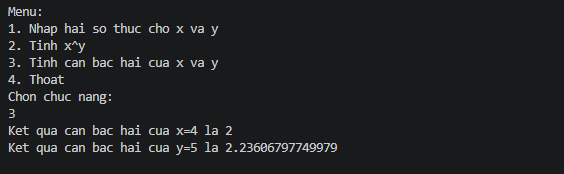 Menu:
1. Nhap hai so thuc cho x va y
2. Tinh x^y
3. Tinh can bac hai cua x va y
4. Thoat
Chon chuc nang:
3
Ket qua can bac hai cua x=4 la 2
Ket qua can bac hai cua y=5 la 2.23606797749979